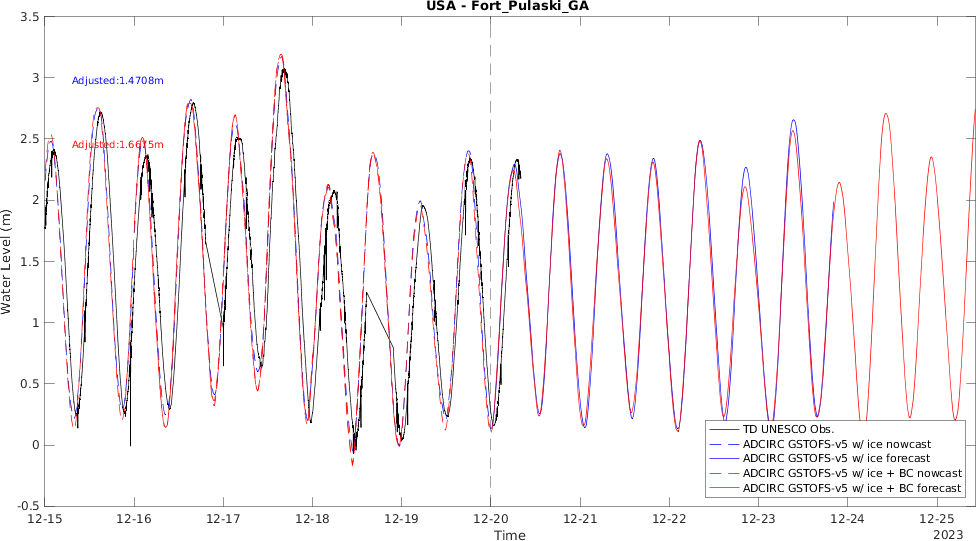 USA - Fort_Pulaski_GA
3.5
3
2.5
2
1.5
1
0.5
0
-0.5
Water Level (m)
Adjusted:1.4708m
Adjusted:1.6675m
TD UNESCO Obs.
ADCIRC GSTOFS-v5 w/ ice nowcast
ADCIRC GSTOFS-v5 w/ ice forecast
ADCIRC GSTOFS-v5 w/ ice + BC nowcast
ADCIRC GSTOFS-v5 w/ ice + BC forecast
12-15 12-16 12-17 12-18 12-19 12-20 12-21 12-22 12-23 12-24 12-25
Time
2023